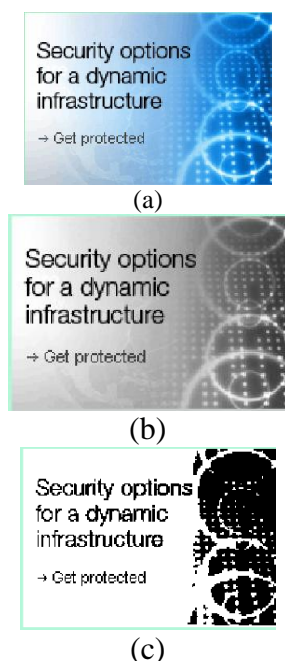 Security options
for a dynamic
infrastructure
→ Get protected
(a)
Security options
for a dynamic
infrastructure
→ Get protected
(b)
Security options
for a dynamic
infrastructure
→ Get protected
(c)